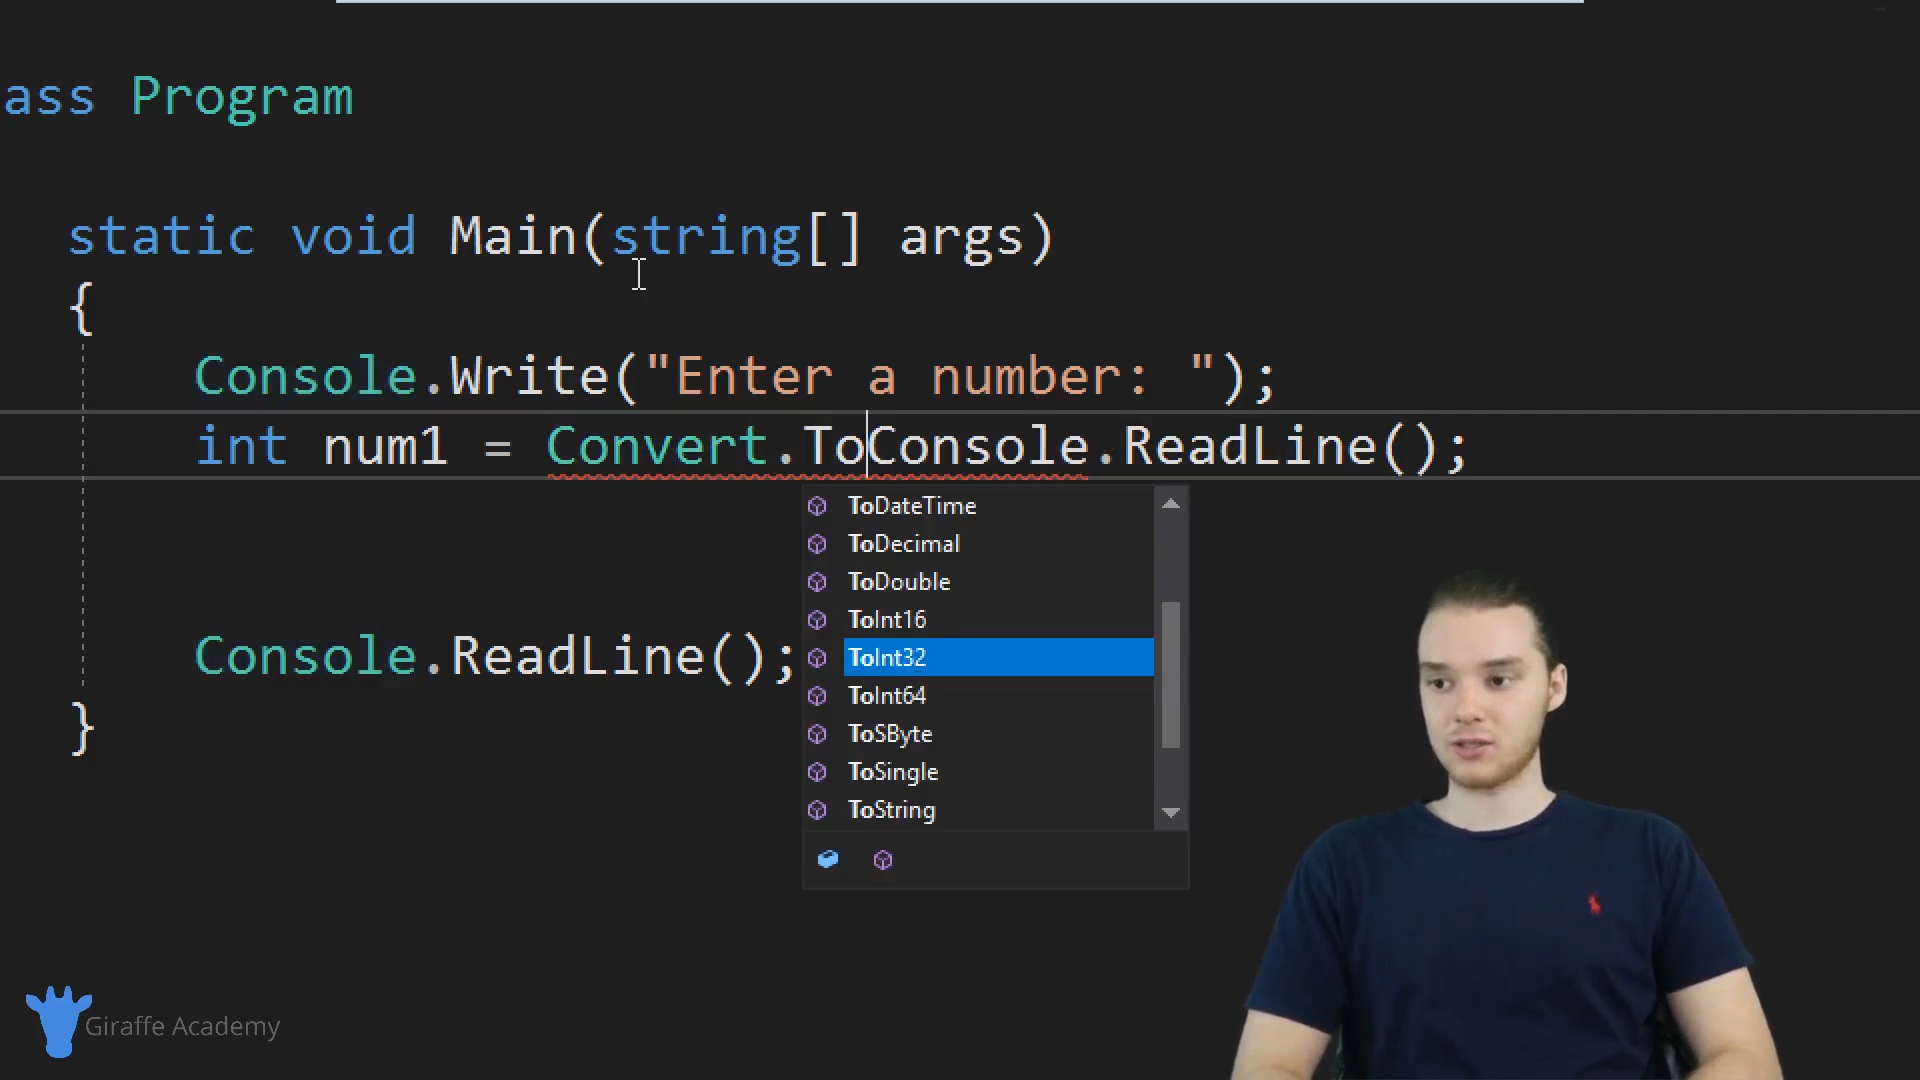 ass Program
static void Main(string[] args)
{
Console.Write("Enter a number: ");
int num1 = Convert.ToConsole.ReadLine();
ToDateTime
ToDecimal
ToDouble
ToInt16
ToInt32
ToInt64
ToSByte
ToSingle
ToString
Console.ReadLine();
}
Giraffe Academy